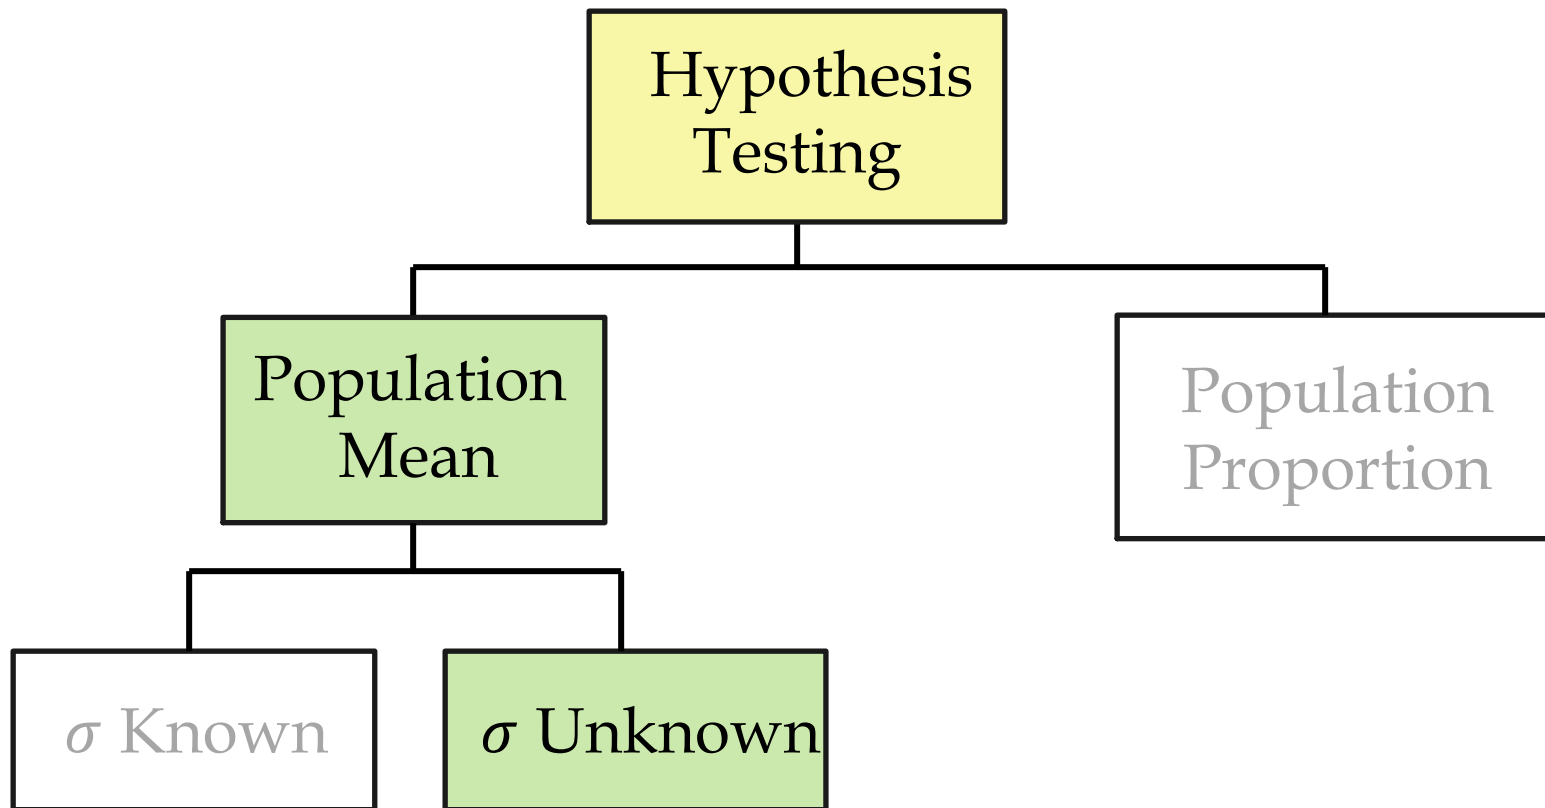 Hypothesis
Testing
Population
Mean
Population
Proportion
σ Known
σ Unknown